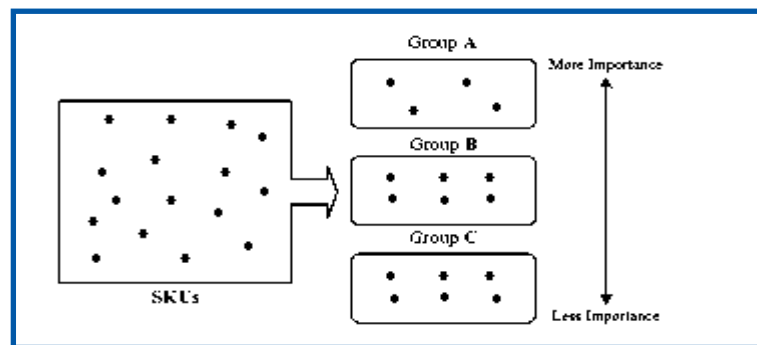 Group A
More Importance
Group B
Group C
SKUs
Less Importance